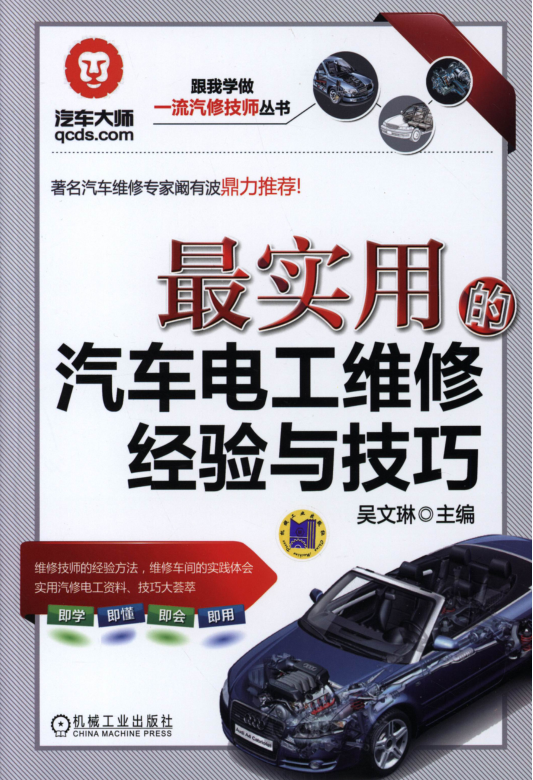 汽车大师
qcds.com
跟我学做
一流汽修技师丛书
著名汽车维修专家阚有波鼎力推荐!
最实用的
汽车电工维修
经验与技巧
吴文琳◎主编
维修技师的经验方法，维修车间的实践体会
实用汽修电工资料、技巧大荟萃
即学 即懂 即会 即用
Audi A4 Cabriolet
机械工业出版社
CHINA MACHINE PRESS